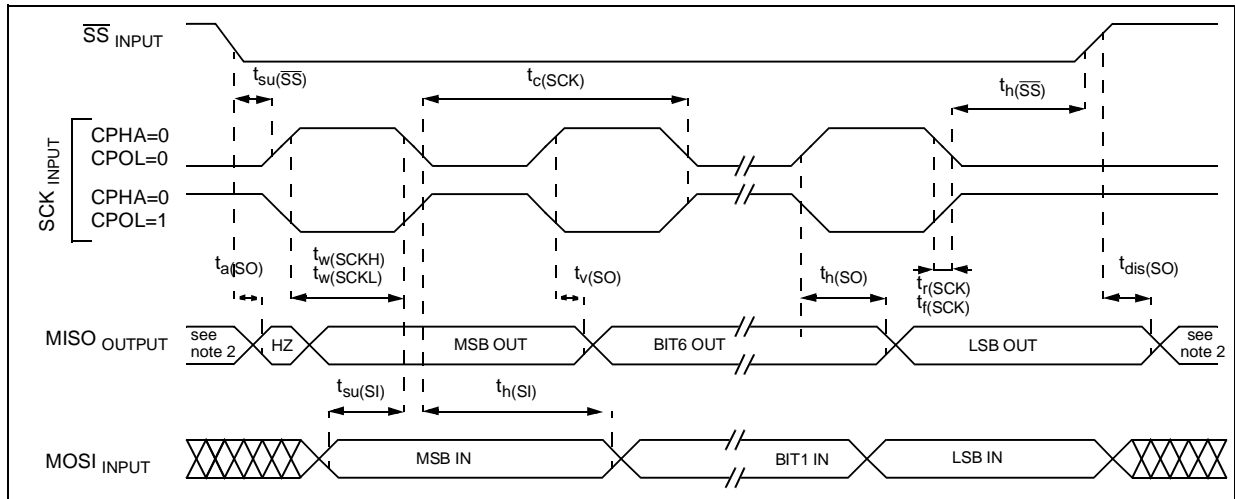 SS INPUT
tsu(SS)
tc(SCK)
th(SS)
SCK INPUT
CPHA=0
CPOL=0
CPHA=0
CPOL=1
ta(SO)
tw(SCKH)
tw(SCKL)
tv(SO)
th(SO)
tr(SCK)
tf(SCK)
tdis(SO)
MISO OUTPUT
see note 2
HZ
MSB OUT
BIT6 OUT
LSB OUT
see note 2
tsu(SI)
th(SI)
MOSI INPUT
MSB IN
BIT1 IN
LSB IN